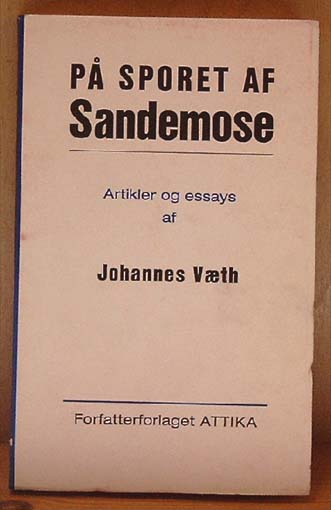 PÅ SPORET AF
Sandemose
Artikler og essays
af
Johannes Væth
Forfatterforlaget ATTIKA